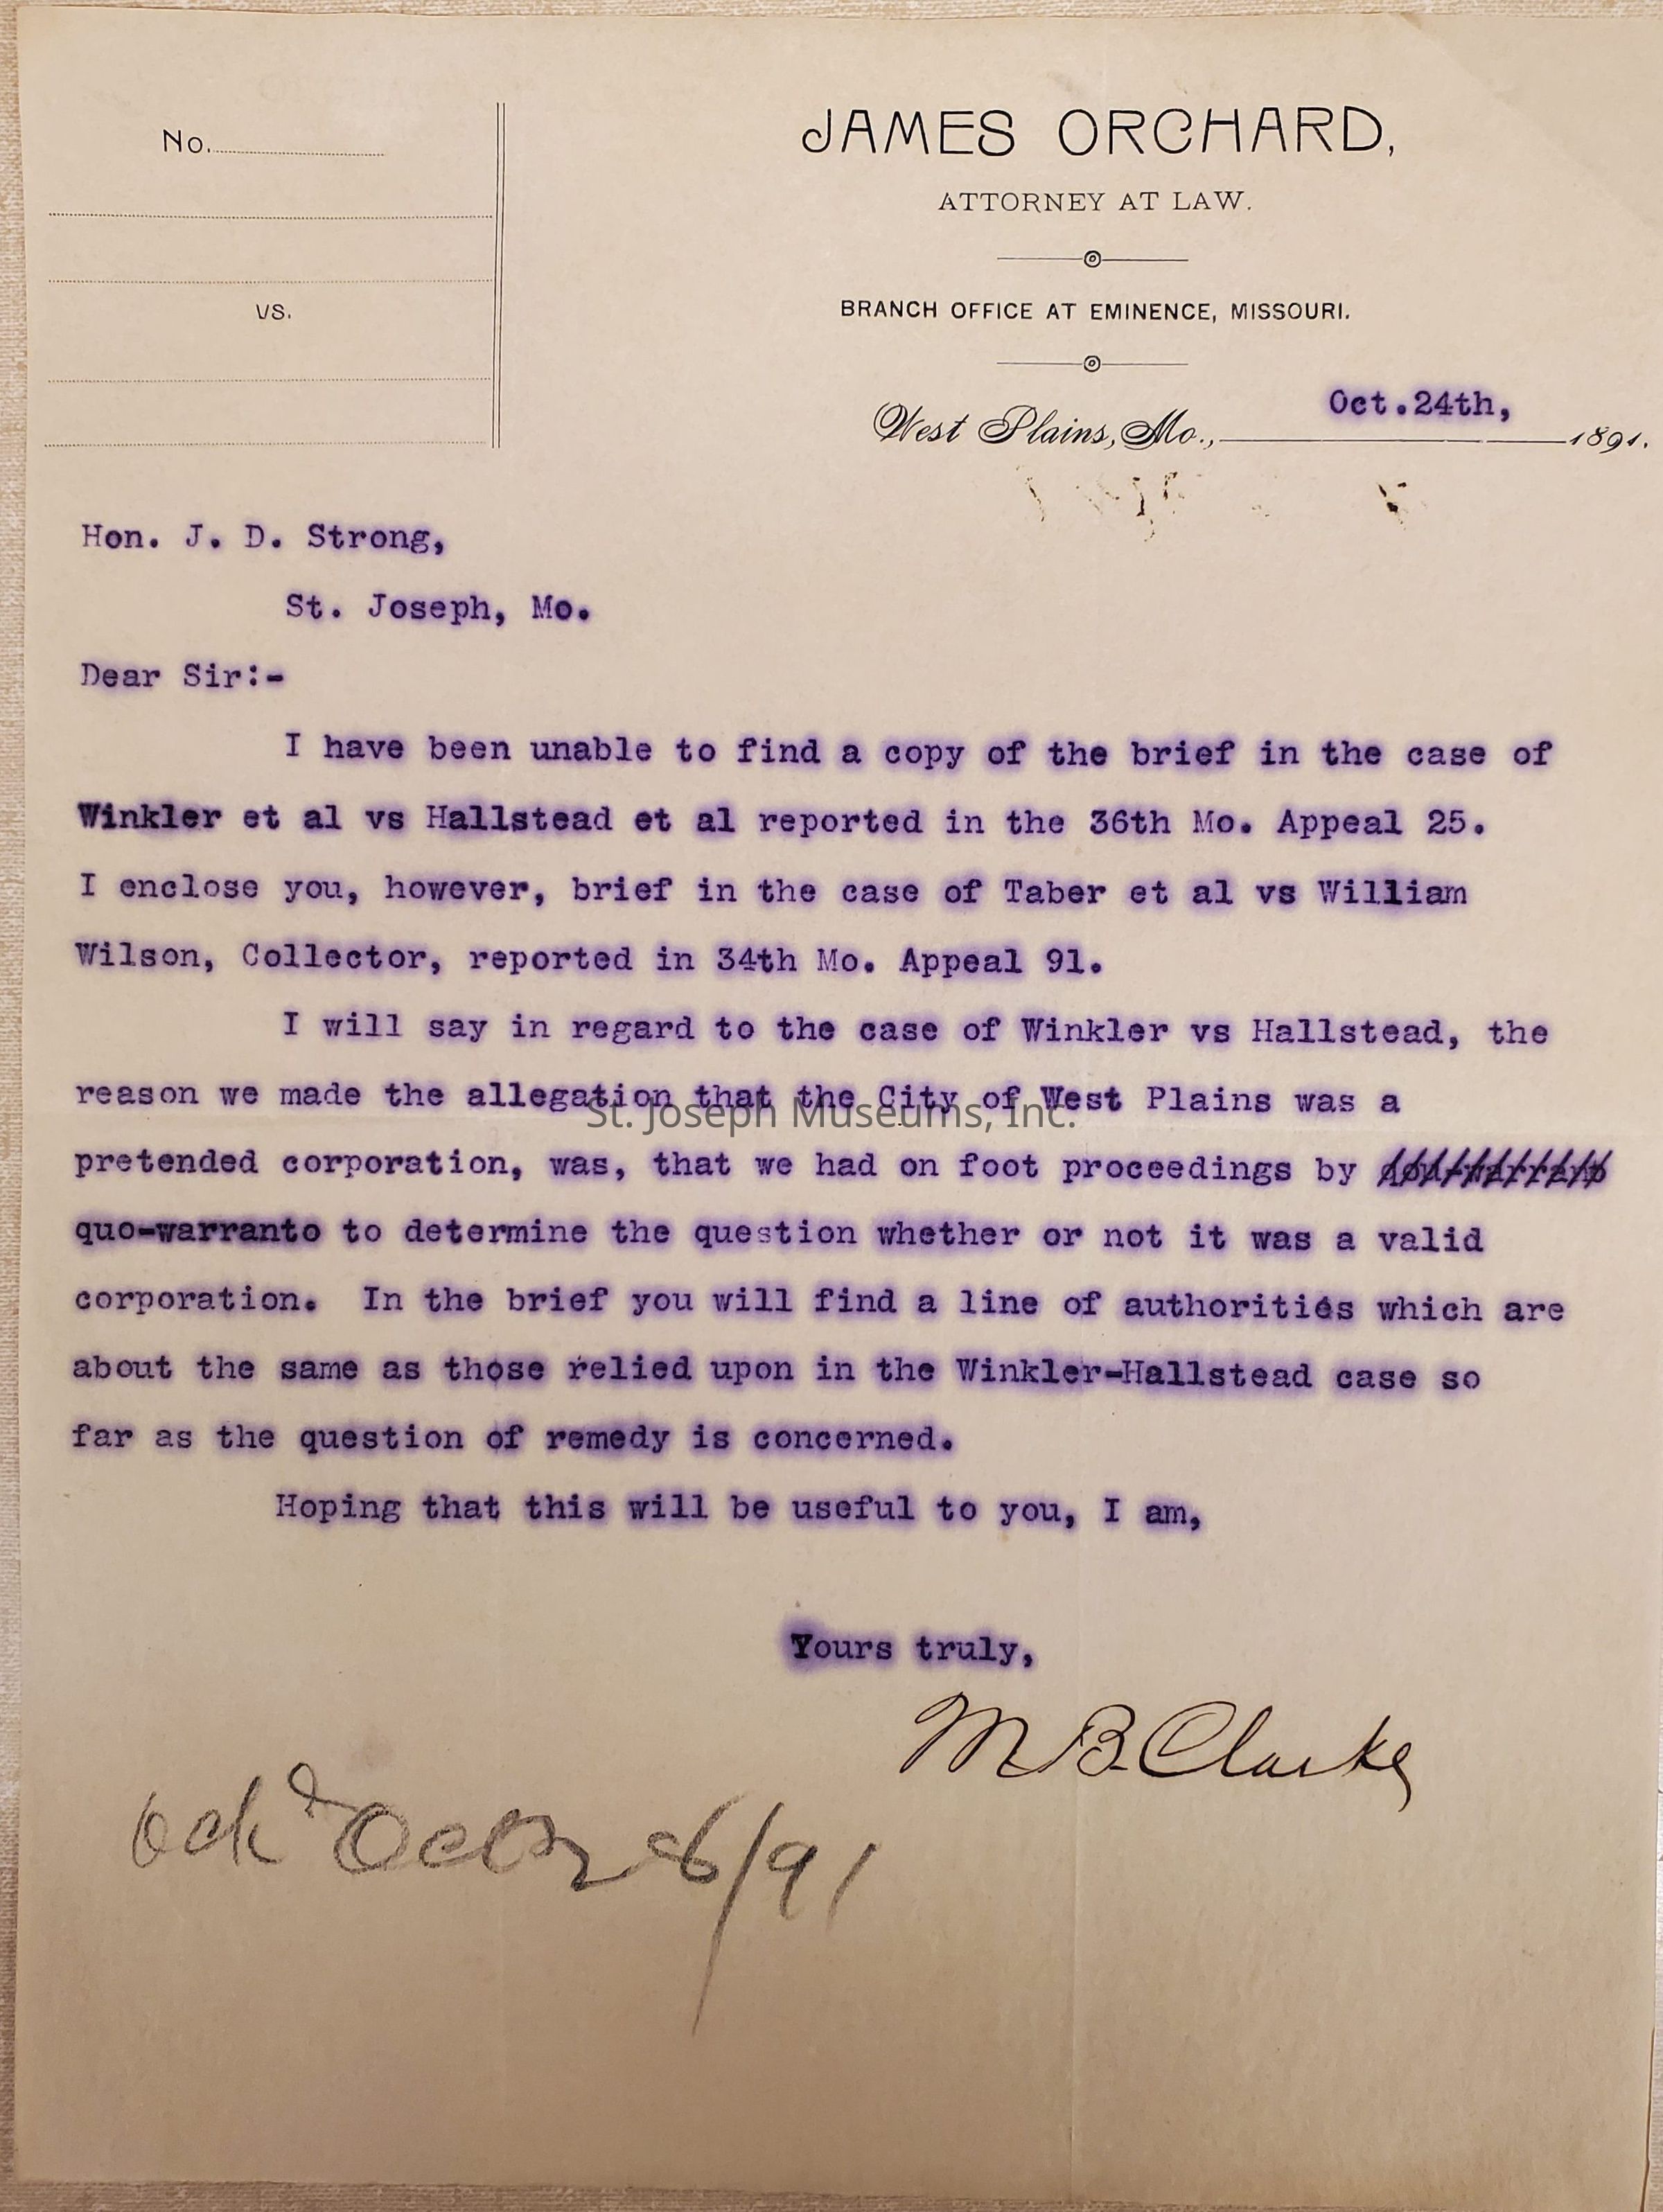 No.
vs.
JAMES ORCHARD,
ATTORNEY AT LAW.
BRANCH OFFICE AT EMINENCE, MISSOURI.
West Plains, Mo., Oct.24th, 1891.
Hon. J. D. Strong,
St. Joseph, Mo.
Dear Sir:-
I have been unable to find a copy of the brief in the case of
Winkler et al vs Hallstead et al reported in the 36th Mo. Appeal 25.
I enclose you, however, brief in the case of Taber et al vs William
Wilson, Collector, reported in 34th Mo. Appeal 91.
I will say in regard to the case of Winkler vs Hallstead, the
reason we made the allegation that the City of West Plains was a
St. Joseph Museums, Inc.
pretended corporation, was, that we had on foot proceedings by
quo-warranto to determine the question whether or not it was a valid
corporation. In the brief you will find a line of authorities which are
about the same as those relied upon in the Winkler-Hallstead case so
far as the question of remedy is concerned.
Hoping that this will be useful to you, I am,
Yours truly,
M B. Clarke